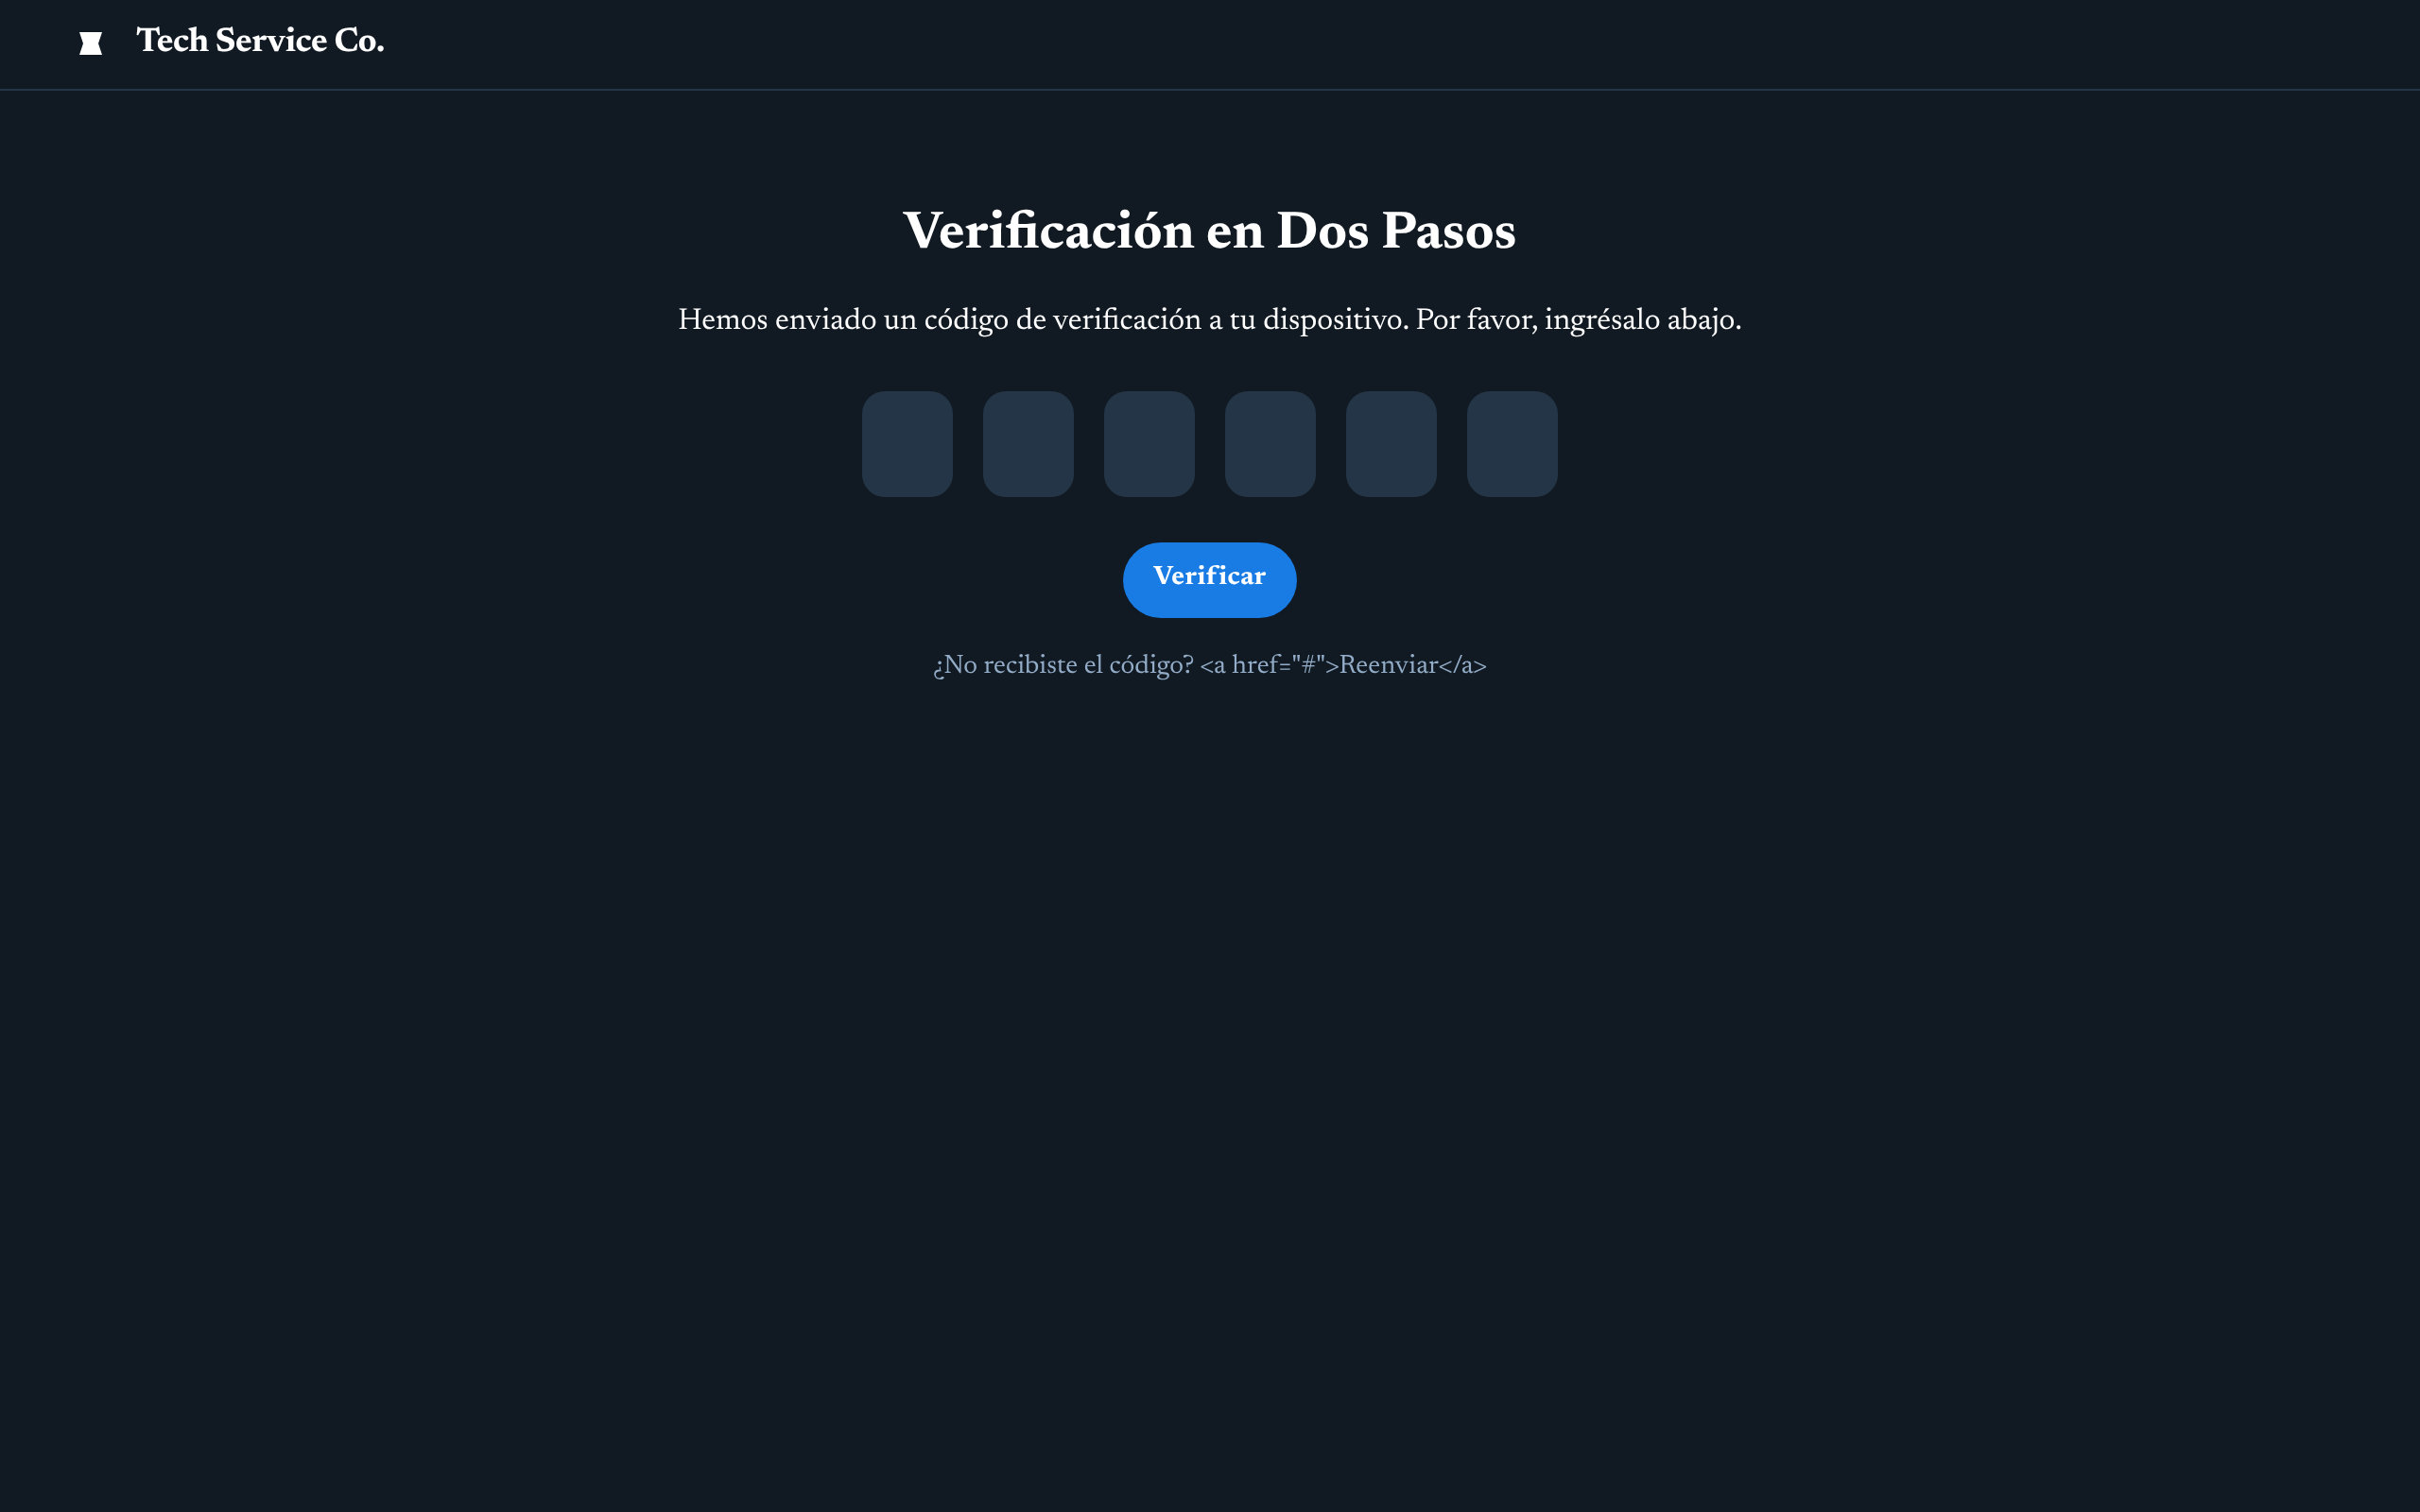 Tech Service Co.
Verificación en Dos Pasos
Hemos enviado un código de verificación a tu dispositivo. Por favor, ingrésalo abajo.
Verificar
¿No recibiste el código? <a href="#">Reenviar</a>